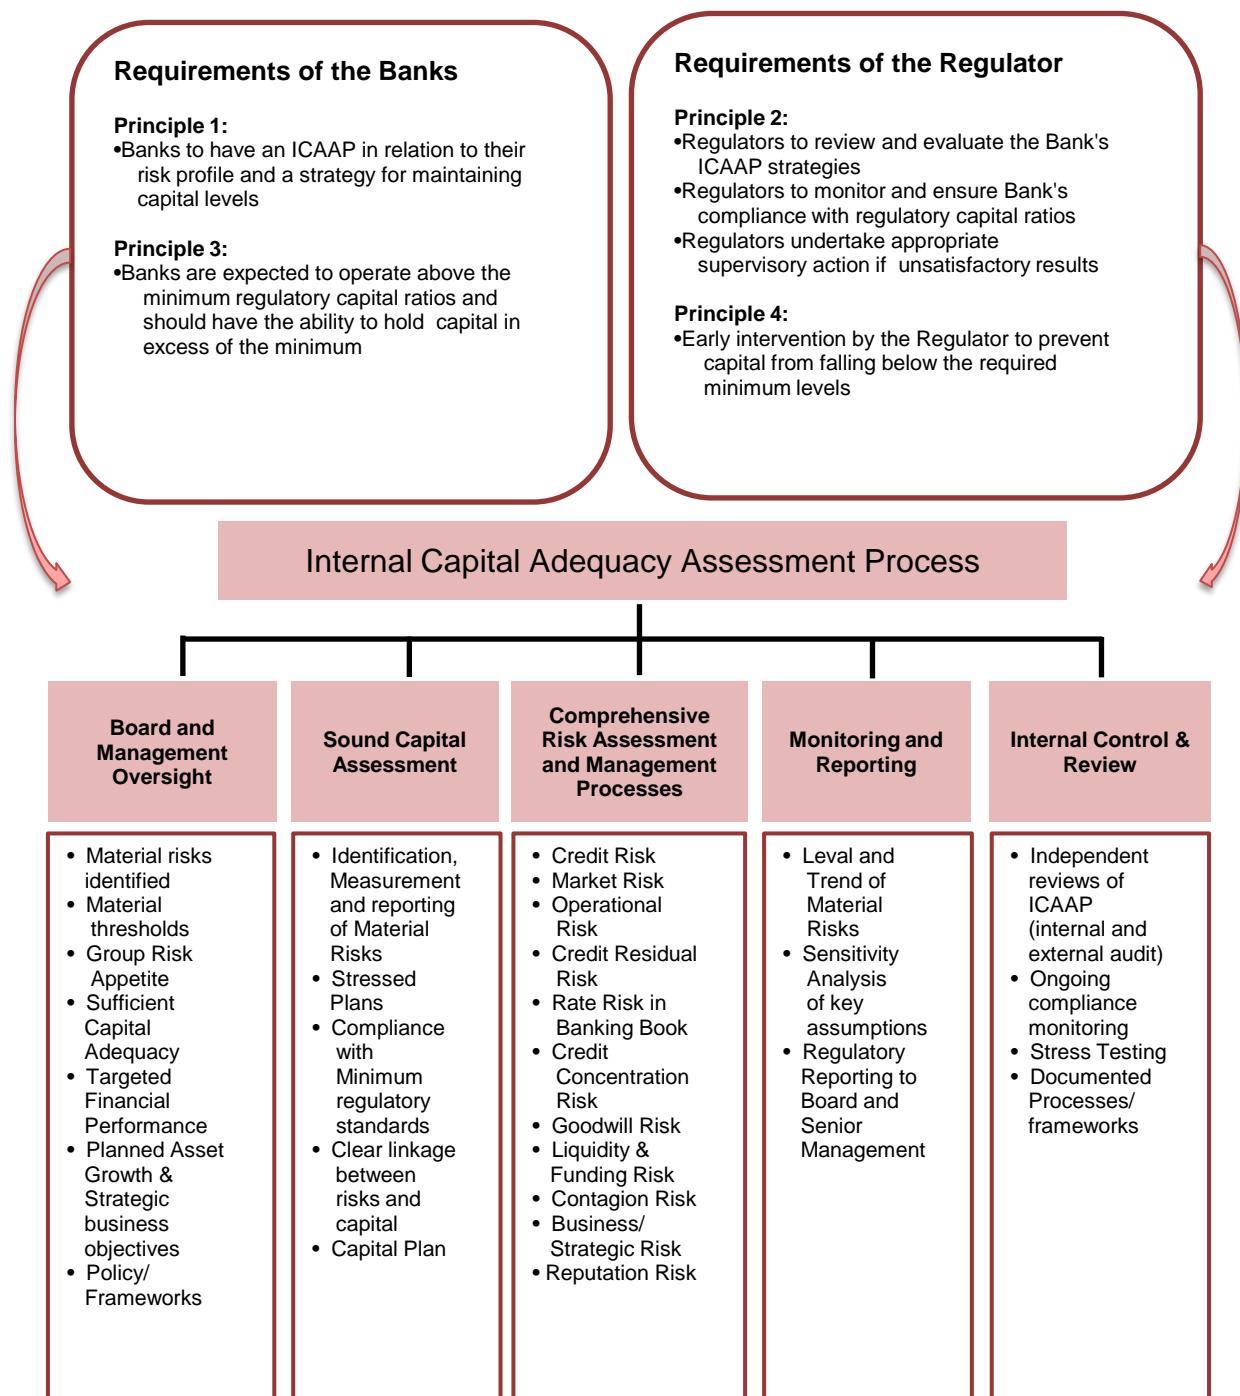 Requirements of the Banks
Principle 1:
•Banks to have an ICAAP in relation to their
risk profile and a strategy for maintaining
capital levels
Principle 3:
•Banks are expected to operate above the
minimum regulatory capital ratios and
should have the ability to hold capital in
excess of the minimum
Requirements of the Regulator
Principle 2:
•Regulators to review and evaluate the Bank's
ICAAP strategies
•Regulators to monitor and ensure Bank's
compliance with regulatory capital ratios
•Regulators undertake appropriate
supervisory action if unsatisfactory results
Principle 4:
•Early intervention by the Regulator to prevent
capital from falling below the required
minimum levels
Internal Capital Adequacy Assessment Process
Board and
Management
Oversight
• Material risks
identified
• Material
thresholds
• Group Risk
Appetite
• Sufficient
Capital
Adequacy
• Targeted
Financial
Performance
• Planned Asset
Growth &
Strategic
business
objectives
• Policy/
Frameworks
Sound Capital
Assessment
• Identification,
Measurement
and reporting
of Material
Risks
• Stressed
Plans
• Compliance
with
Minimum
regulatory
standards
• Clear linkage
between
risks and
capital
• Capital Plan
Comprehensive
Risk Assessment
and Management
Processes
• Credit Risk
• Market Risk
• Operational
Risk
• Credit Residual
Risk
• Rate Risk in
Banking Book
• Credit
Concentration
Risk
• Goodwill Risk
• Liquidity &
Funding Risk
• Contagion Risk
• Business/
Strategic Risk
• Reputation Risk
Monitoring and
Reporting
• Leval and
Trend of
Material
Risks
• Sensitivity
Analysis
of key
assumptions
• Regulatory
Reporting to
Board and
Senior
Management
Internal Control &
Review
• Independent
reviews of
ICAAP
(internal and
external audit)
• Ongoing
compliance
monitoring
• Stress Testing
• Documented
Processes/
frameworks